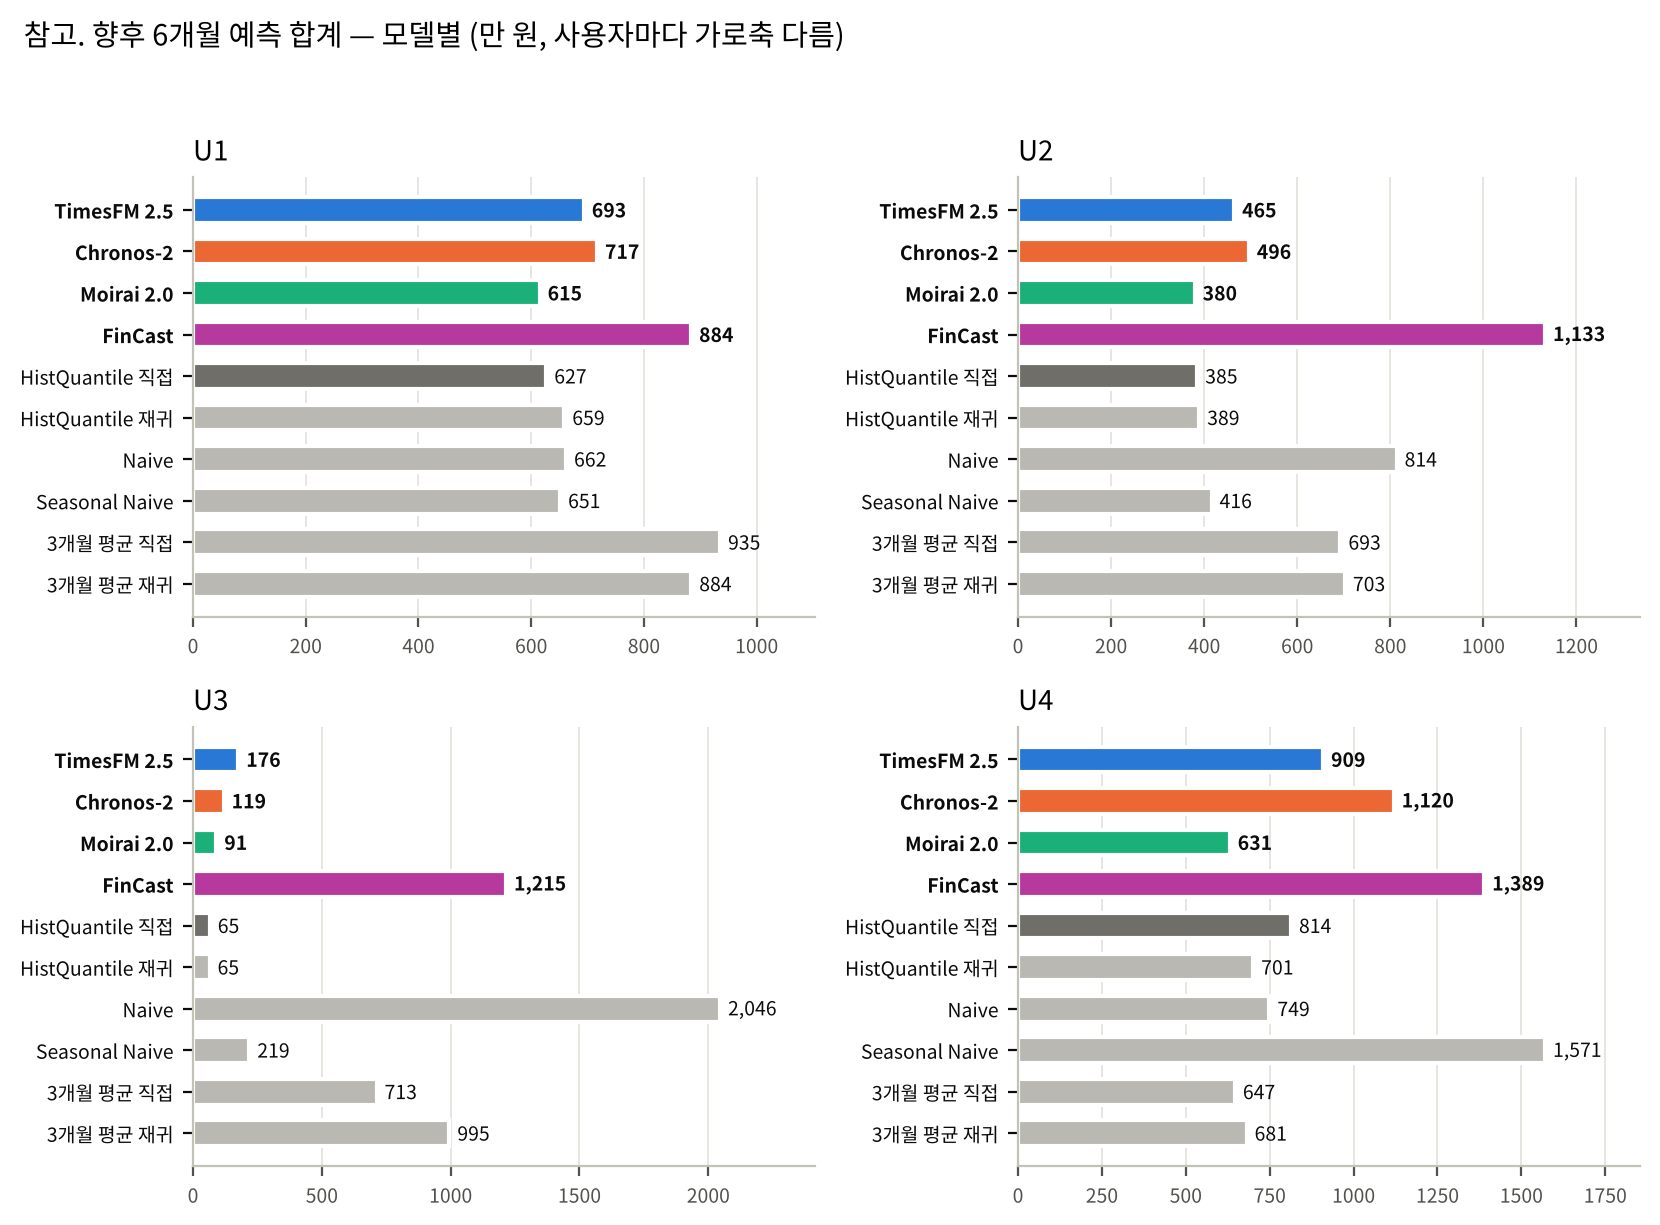 참고. 향후 6개월 예측 합계 — 모델별 (만 원, 사용자마다 가로축 다름)
U1
TimesFM 2.5 693
Chronos-2 717
Moirai 2.0 615
FinCast 884
HistQuantile 직접 627
HistQuantile 재귀 659
Naive 662
Seasonal Naive 651
3개월 평균 직접 935
3개월 평균 재귀 884
0 200 400 600 800 1000
U2
TimesFM 2.5 465
Chronos-2 496
Moirai 2.0 380
FinCast 1,133
HistQuantile 직접 385
HistQuantile 재귀 389
Naive 814
Seasonal Naive 416
3개월 평균 직접 693
3개월 평균 재귀 703
0 200 400 600 800 1000 1200
U3
TimesFM 2.5 176
Chronos-2 119
Moirai 2.0 91
FinCast 1,215
HistQuantile 직접 65
HistQuantile 재귀 65
Naive 2,046
Seasonal Naive 219
3개월 평균 직접 713
3개월 평균 재귀 995
0 500 1000 1500 2000
U4
TimesFM 2.5 909
Chronos-2 1,120
Moirai 2.0 631
FinCast 1,389
HistQuantile 직접 814
HistQuantile 재귀 701
Naive 749
Seasonal Naive 1,571
3개월 평균 직접 647
3개월 평균 재귀 681
0 250 500 750 1000 1250 1500 1750